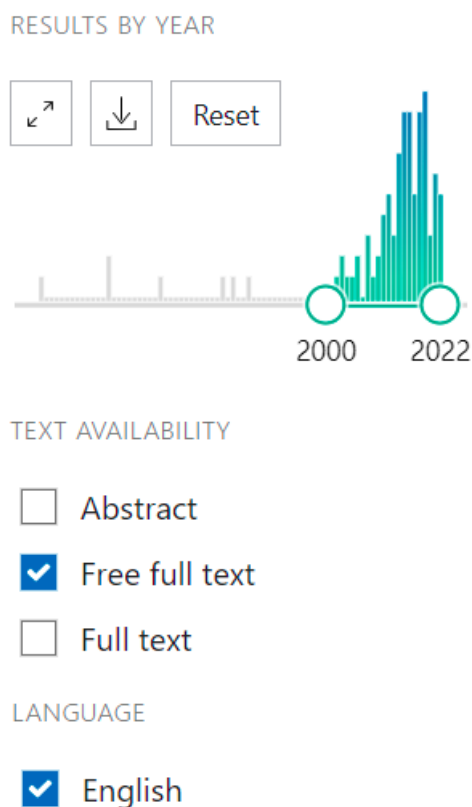 RESULTS BY YEAR
Reset
2000 2022
TEXT AVAILABILITY
Abstract
Free full text
Full text
LANGUAGE
English